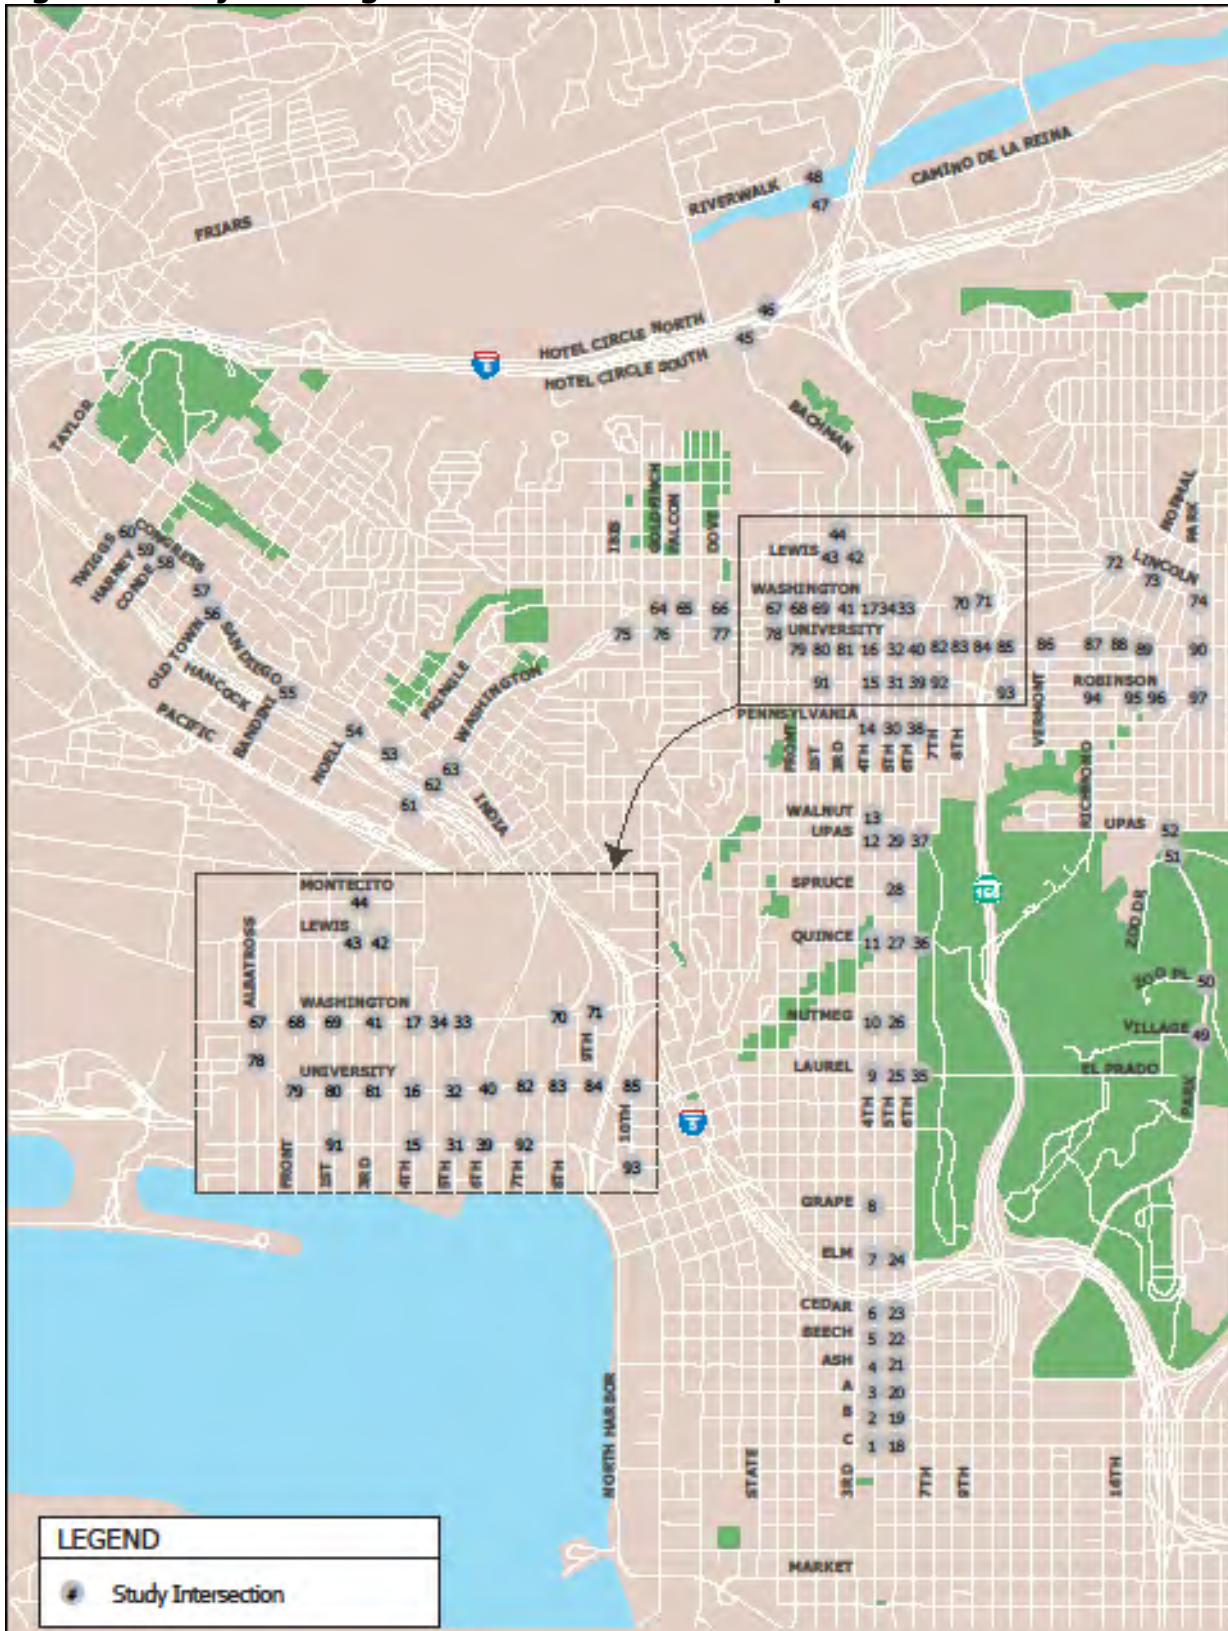 RIVERWALK 48
CAMINO DE LA REINA
47
FRIARS
46
HOTEL CIRCLE NORTH
45
8
HOTEL CIRCLE SOUTH
BACHMAN
TAYLOR
NORMAL
PARK
IBIS
GOLDFINCH
FALCON
DOVE
TWIGGS 60 CONGRESS
HARNEY 59
CONDE 58
57
44
LEWIS 43 42
72 LINCOLN
73
WASHINGTON
64 65 66 67 68 69 41 17 34 33 70 71 74
56
OLD TOWN
SAN DIEGO
75 76 77 78 UNIVERSITY
79 80 81 16 32 40 82 83 84 85 86 87 88 89 90
HANCOCK
55
PRINGLE
WASHINGTON
91 15 31 39 92 93
ROBINSON
94 95 96 97
PACIFIC
BANDINI
NOELL
54
53
PENNSYLVANIA
14 30 38
FRONT
1ST
3RD
4TH
5TH
6TH
7TH
8TH
VERMONT
RICHMOND
63
62
61
INDIA
WALNUT 13
UPAS 12 29 37
UPAS 52
51
SPRUCE 28
ZOO DR
QUINCE 11 27 36
ZOO PL 50
NUTMEG 10 26
VILLAGE 49
LAUREL 9 25 35
EL PRADO
PARK
4TH
5TH
6TH
MONTECITO
44
LEWIS
43 42
ALBATROSS
WASHINGTON
67 68 69 41 17 34 33 70 71
9TH
78
UNIVERSITY
79 80 81 16 32 40 82 83 84 85
10TH
91 15 31 39 92
93
FRONT
1ST
3RD
4TH
5TH
6TH
7TH
8TH
5
GRAPE 8
ELM 7 24
CEDAR 6 23
BEECH 5 22
ASH 4 21
A 3 20
B 2 19
C 1 18
NORTH HARBOR
STATE
3RD
7TH
9TH
16TH
MARKET
LEGEND
# Study Intersection